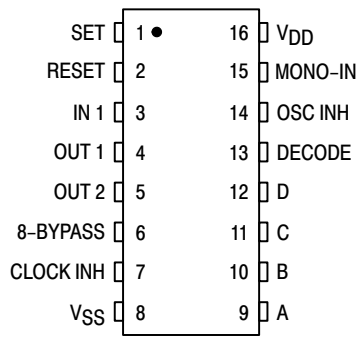 SET 1 16 VDD
RESET 2 15 MONO–IN
IN 1 3 14 OSC INH
OUT 1 4 13 DECODE
OUT 2 5 12 D
8–BYPASS 6 11 C
CLOCK INH 7 10 B
VSS 8 9 A